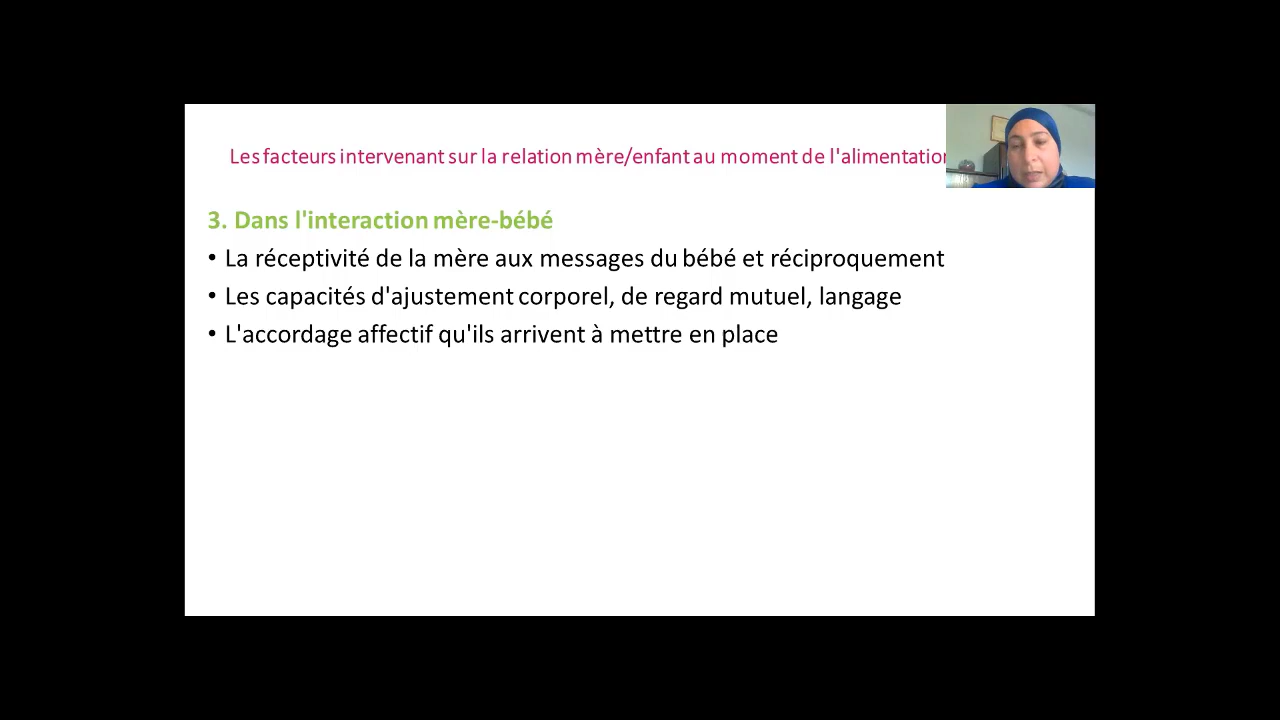 Les facteurs intervenant sur la relation mère/enfant au moment de l'alimentation
3. Dans l'interaction mère-bébé
• La réceptivité de la mère aux messages du bébé et réciproquement
• Les capacités d'ajustement corporel, de regard mutuel, langage
• L'accordage affectif qu'ils arrivent à mettre en place